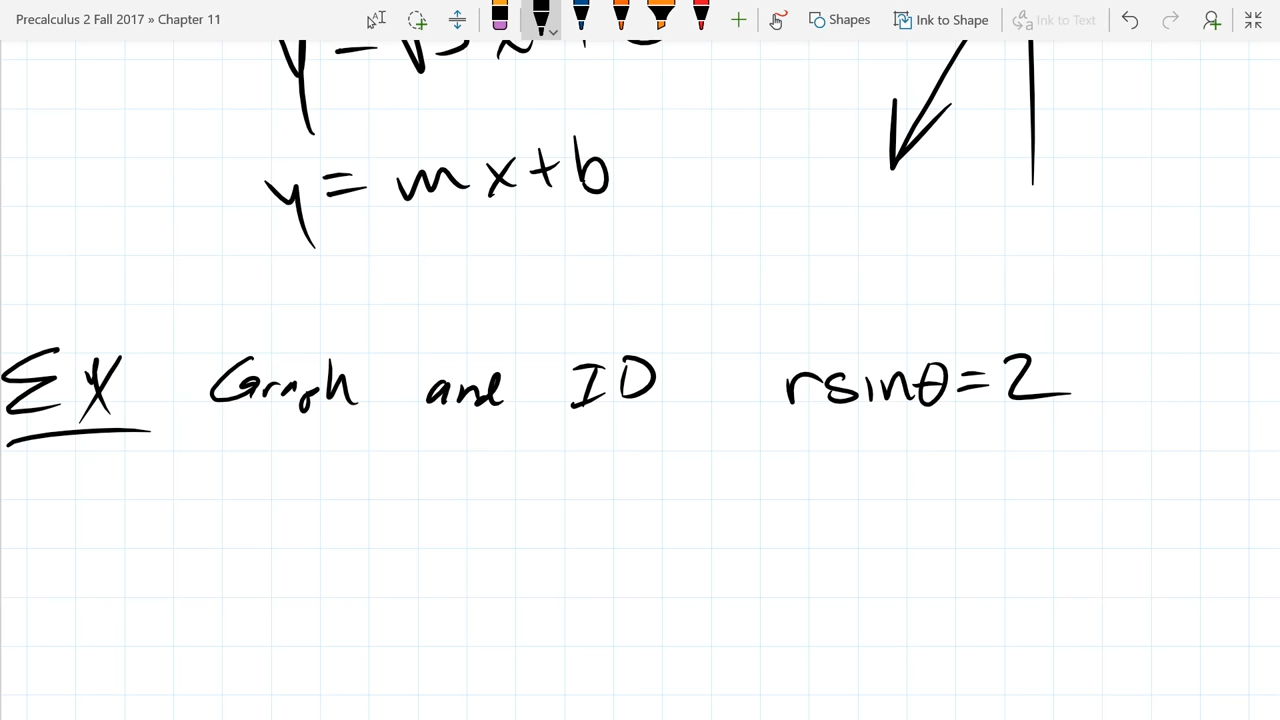 Precalculus 2 Fall 2017 » Chapter 11
Shapes
Ink to Shape
Ink to Text
y = mx+b
EX Graph and ID rsinθ=2